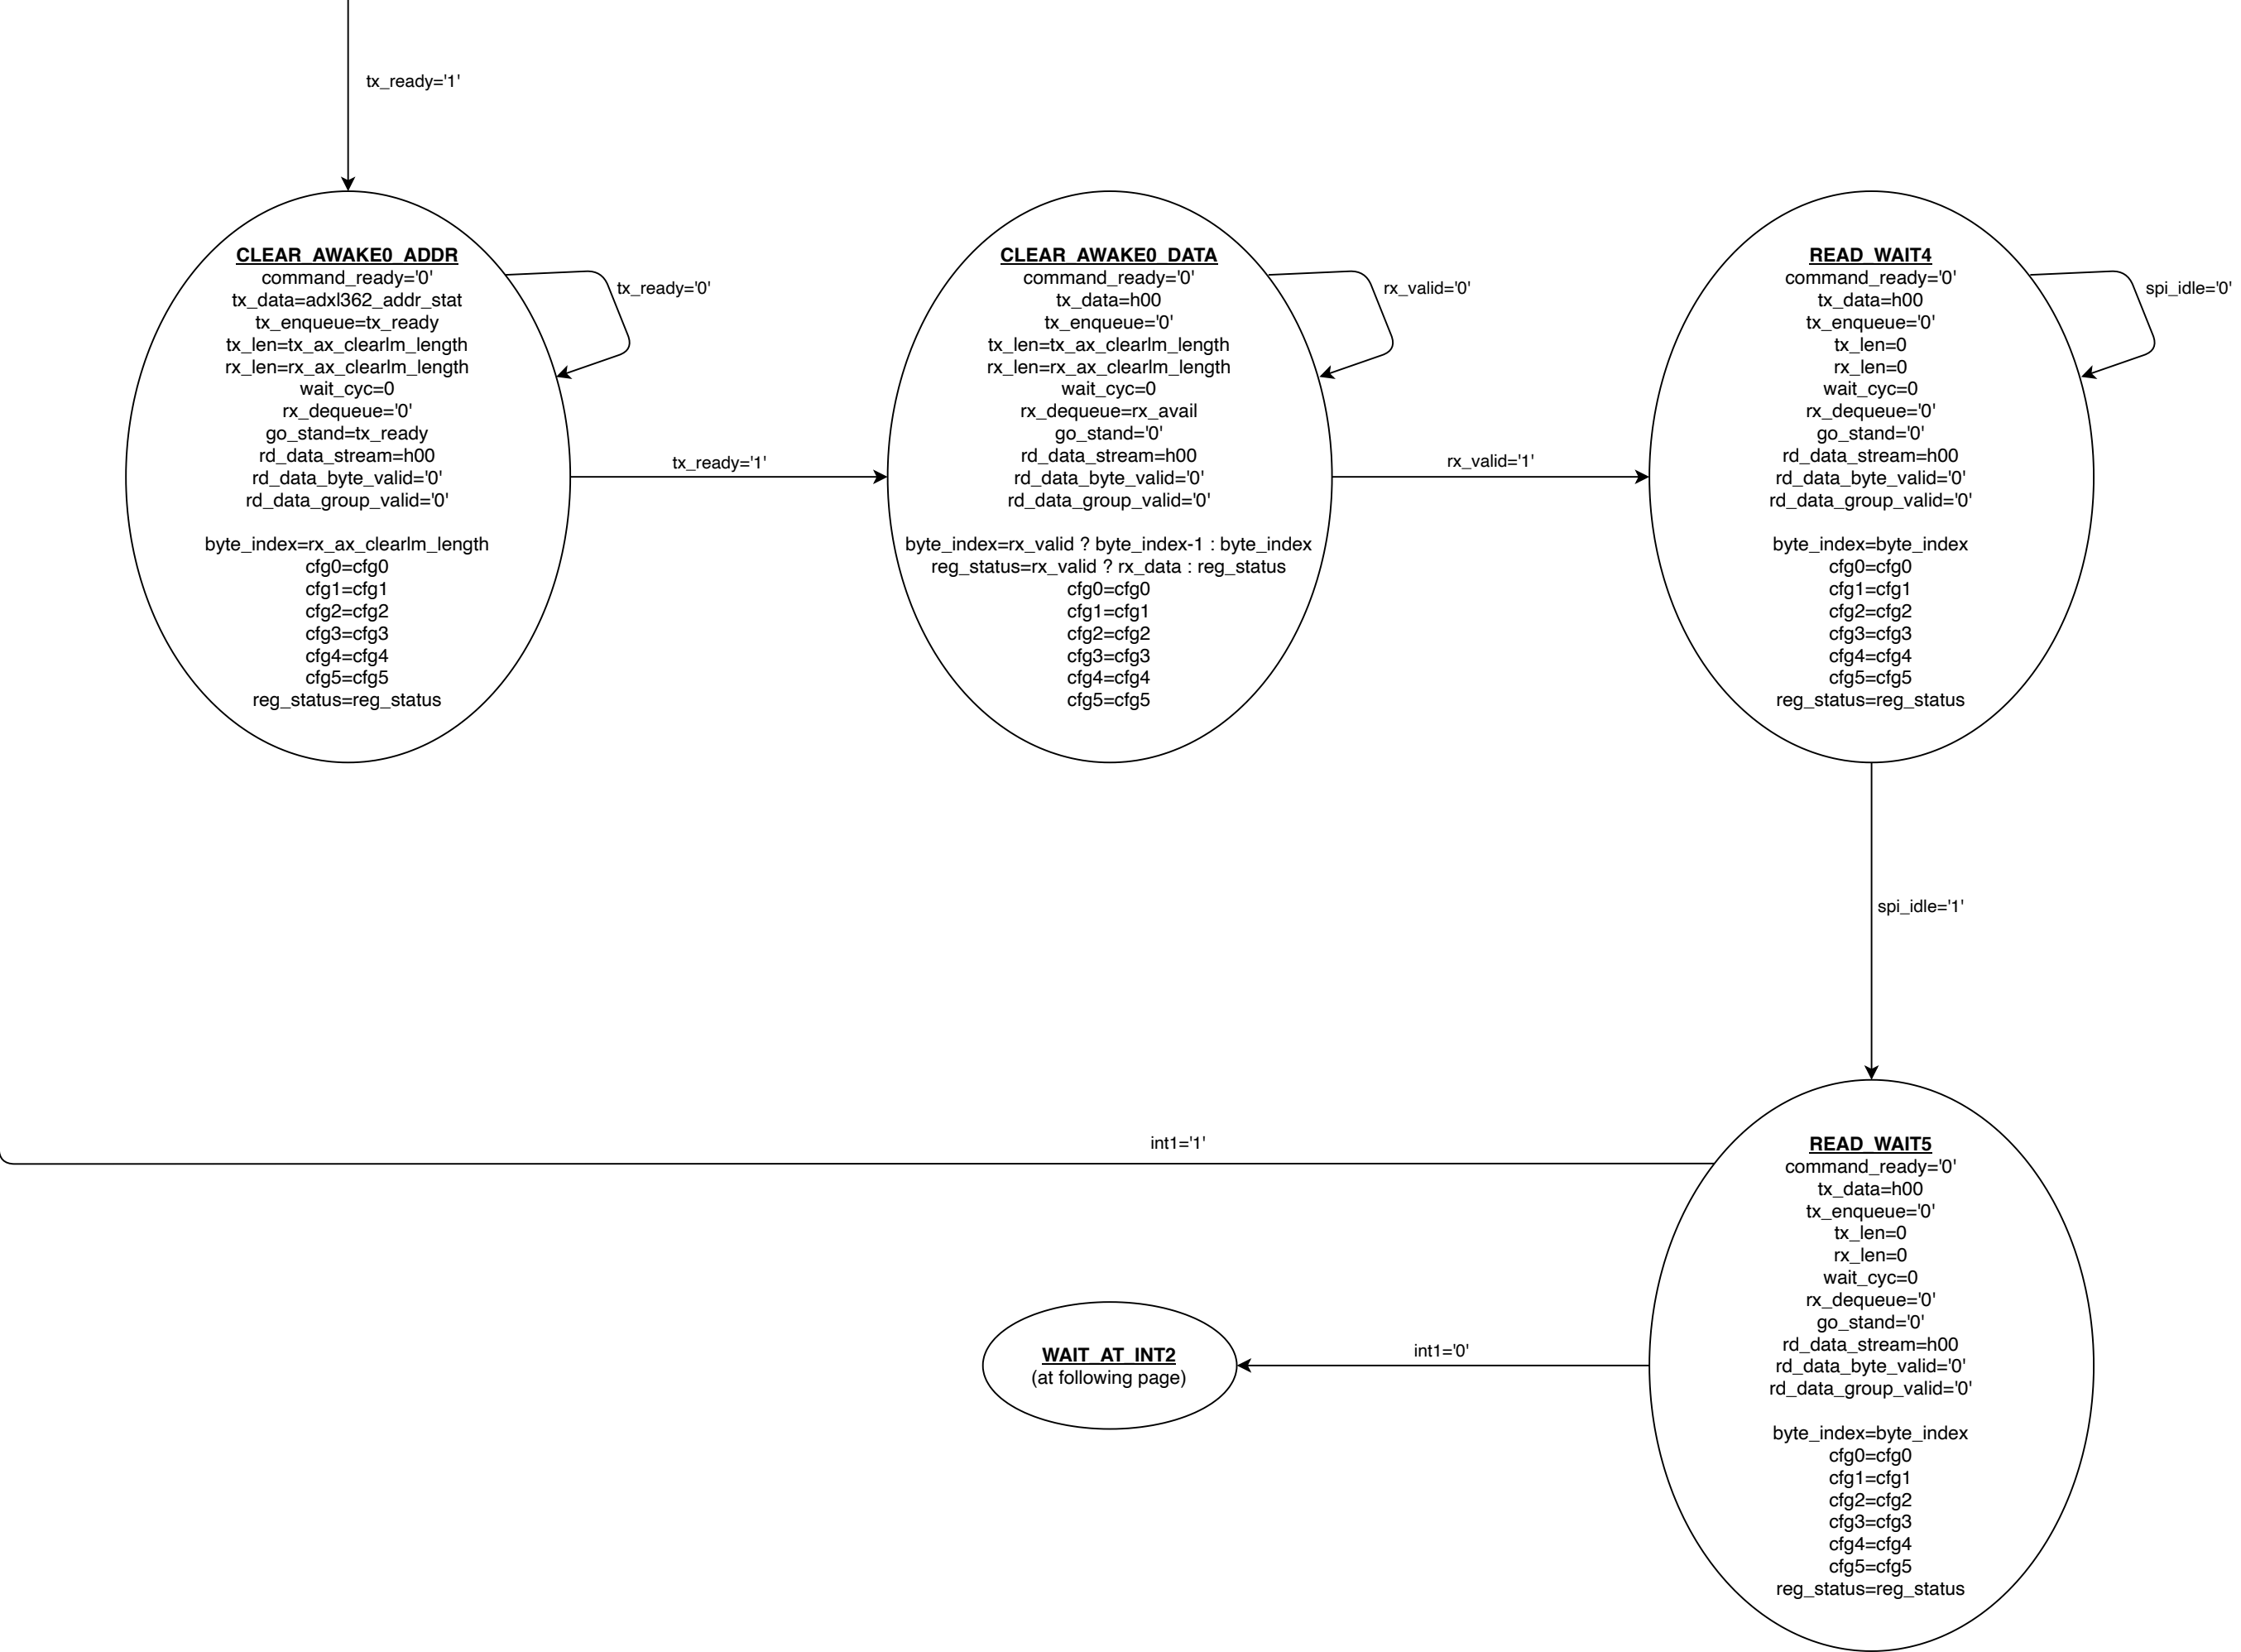 tx_ready='1'
CLEAR_AWAKE0_ADDR
command_ready='0'
tx_data=adxl362_addr_stat
tx_enqueue=tx_ready
tx_len=tx_ax_clearlm_length
rx_len=rx_ax_clearlm_length
wait_cyc=0
rx_dequeue='0'
go_stand=tx_ready
rd_data_stream=h00
rd_data_byte_valid='0'
rd_data_group_valid='0'
byte_index=rx_ax_clearlm_length
cfg0=cfg0
cfg1=cfg1
cfg2=cfg2
cfg3=cfg3
cfg4=cfg4
cfg5=cfg5
reg_status=reg_status
tx_ready='0'
tx_ready='1'
CLEAR_AWAKE0_DATA
command_ready='0'
tx_data=h00
tx_enqueue='0'
tx_len=tx_ax_clearlm_length
rx_len=rx_ax_clearlm_length
wait_cyc=0
rx_dequeue=rx_avail
go_stand='0'
rd_data_stream=h00
rd_data_byte_valid='0'
rd_data_group_valid='0'
byte_index=rx_valid ? byte_index-1 : byte_index
reg_status=rx_valid ? rx_data : reg_status
cfg0=cfg0
cfg1=cfg1
cfg2=cfg2
cfg3=cfg3
cfg4=cfg4
cfg5=cfg5
rx_valid='0'
rx_valid='1'
READ_WAIT4
command_ready='0'
tx_data=h00
tx_enqueue='0'
tx_len=0
rx_len=0
wait_cyc=0
rx_dequeue='0'
go_stand='0'
rd_data_stream=h00
rd_data_byte_valid='0'
rd_data_group_valid='0'
byte_index=byte_index
cfg0=cfg0
cfg1=cfg1
cfg2=cfg2
cfg3=cfg3
cfg4=cfg4
cfg5=cfg5
reg_status=reg_status
spi_idle='0'
spi_idle='1'
READ_WAIT5
command_ready='0'
tx_data=h00
tx_enqueue='0'
tx_len=0
rx_len=0
wait_cyc=0
rx_dequeue='0'
go_stand='0'
rd_data_stream=h00
rd_data_byte_valid='0'
rd_data_group_valid='0'
byte_index=byte_index
cfg0=cfg0
cfg1=cfg1
cfg2=cfg2
cfg3=cfg3
cfg4=cfg4
cfg5=cfg5
reg_status=reg_status
int1='1'
int1='0'
WAIT_AT_INT2
(at following page)